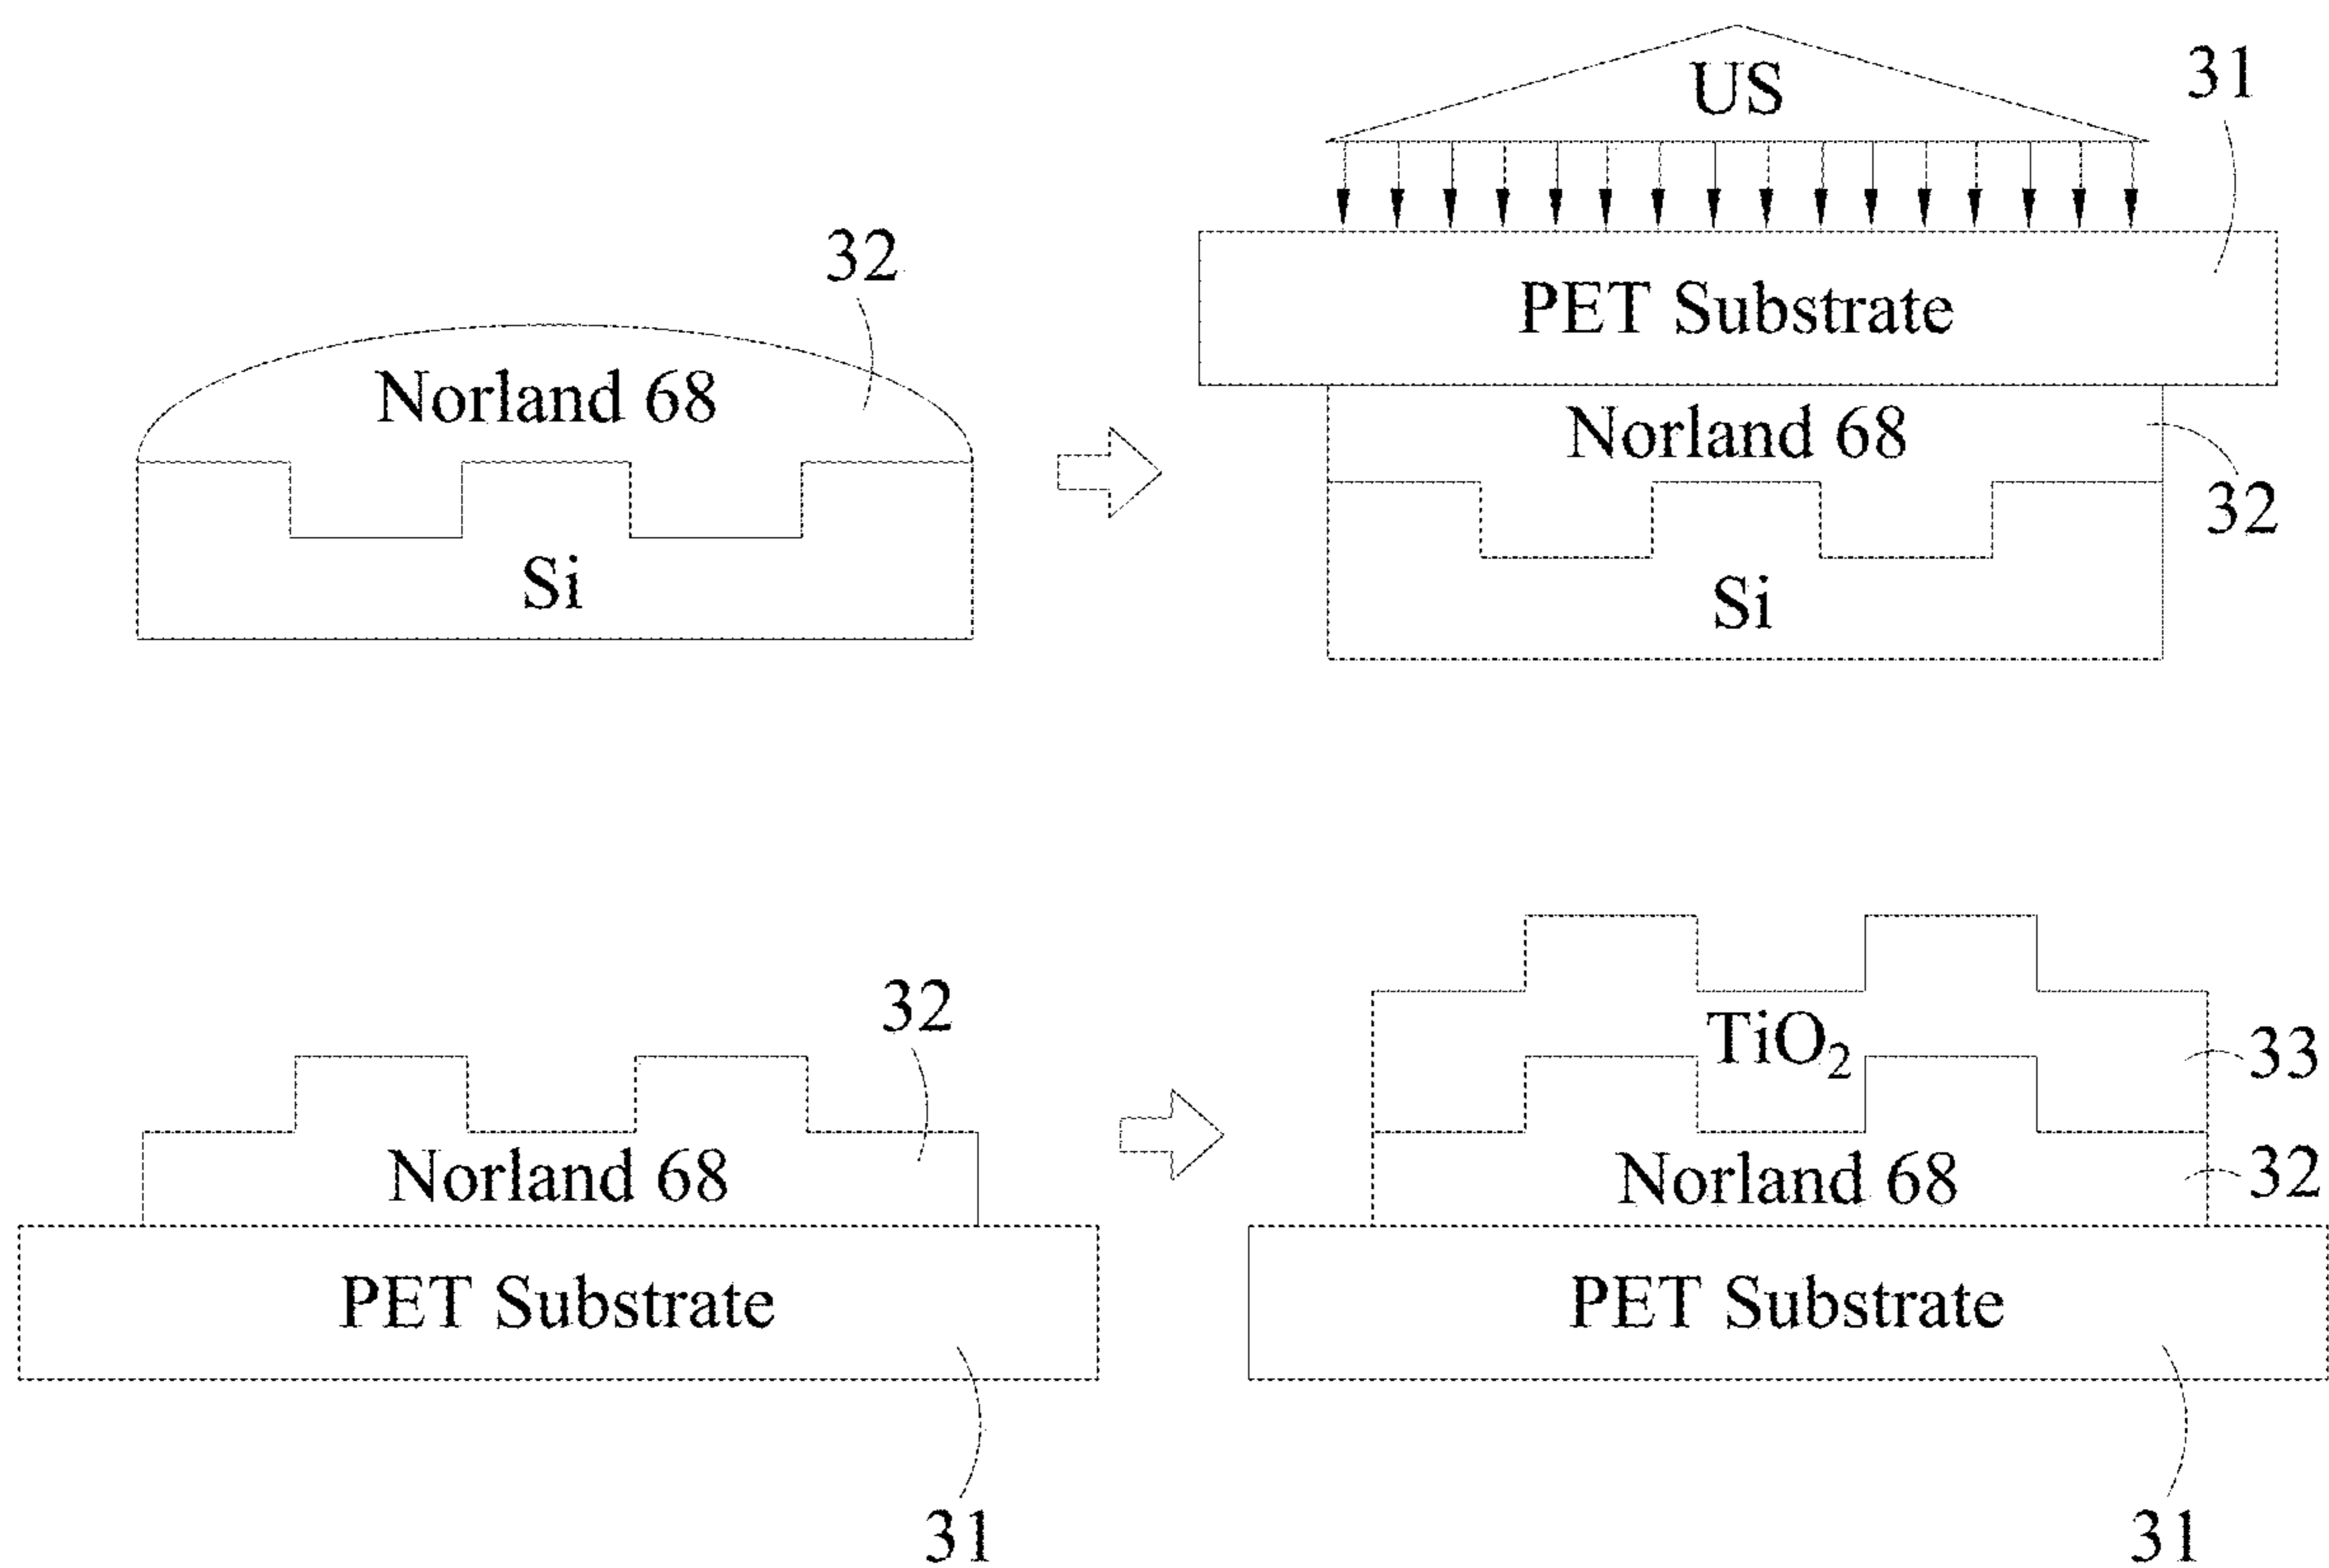 32
Norland 68
Si
US
31
PET Substrate
Norland 68
32
Si
32
Norland 68
PET Substrate
31
TiO₂
33
Norland 68
32
PET Substrate
31